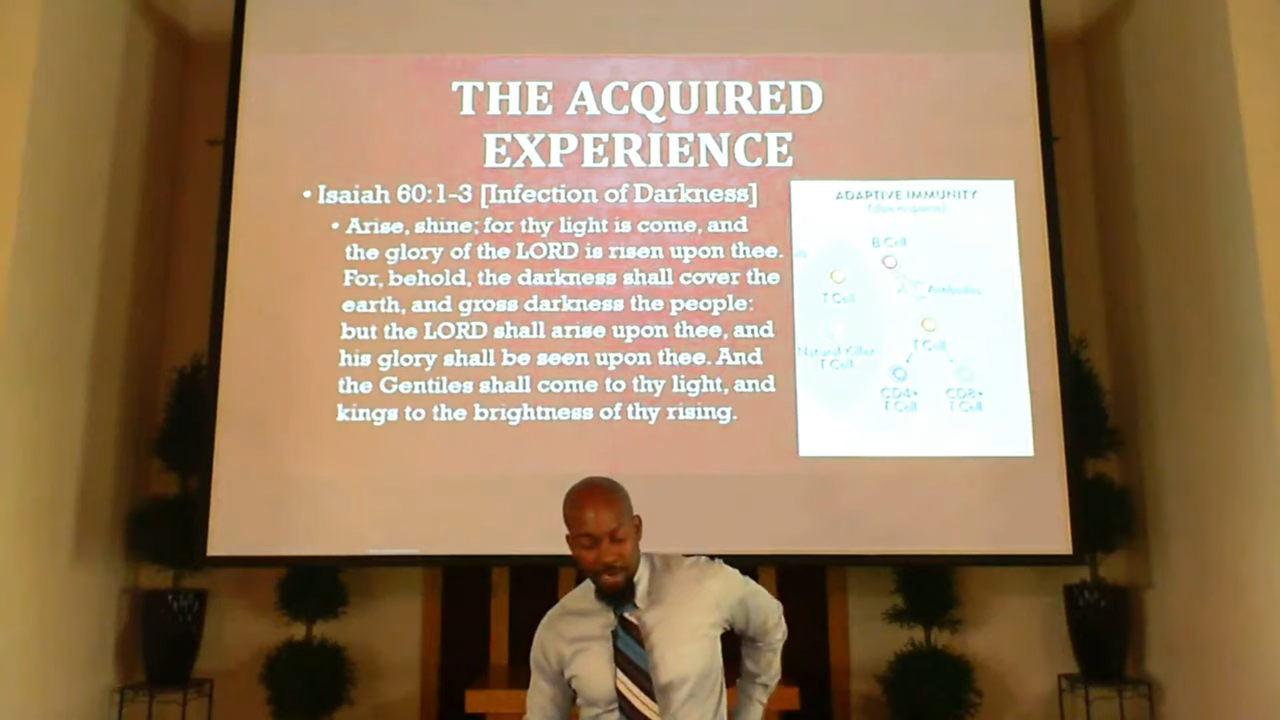 THE ACQUIRED
EXPERIENCE
• Isaiah 60:1-3 [Infection of Darkness]
• Arise, shine; for thy light is come, and
the glory of the LORD is risen upon thee.
For, behold, the darkness shall cover the
earth, and gross darkness the people:
but the LORD shall arise upon thee, and
his glory shall be seen upon thee. And
the Gentiles shall come to thy light, and
kings to the brightness of thy rising.
ADAPTIVE IMMUNITY
B Cell
Antibodies
T Cell
T Cell
Natural Killer
T Cell
CD4+
T Cell
CD8+
T Cell